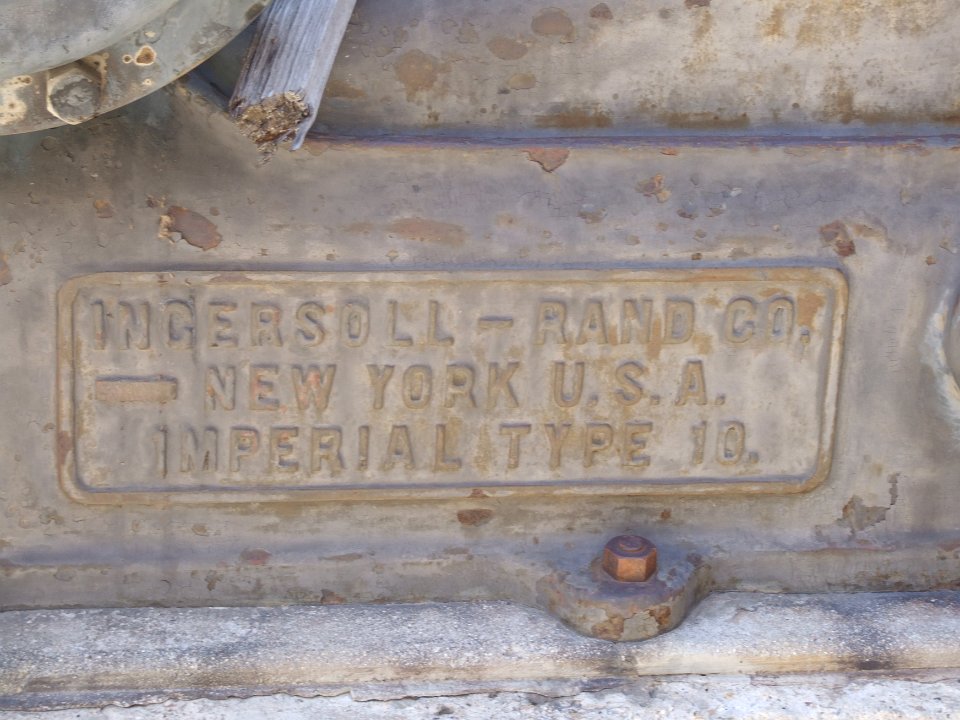 INGERSOLL - RAND CO.
- NEW YORK U.S.A.
IMPERIAL TYPE 10.